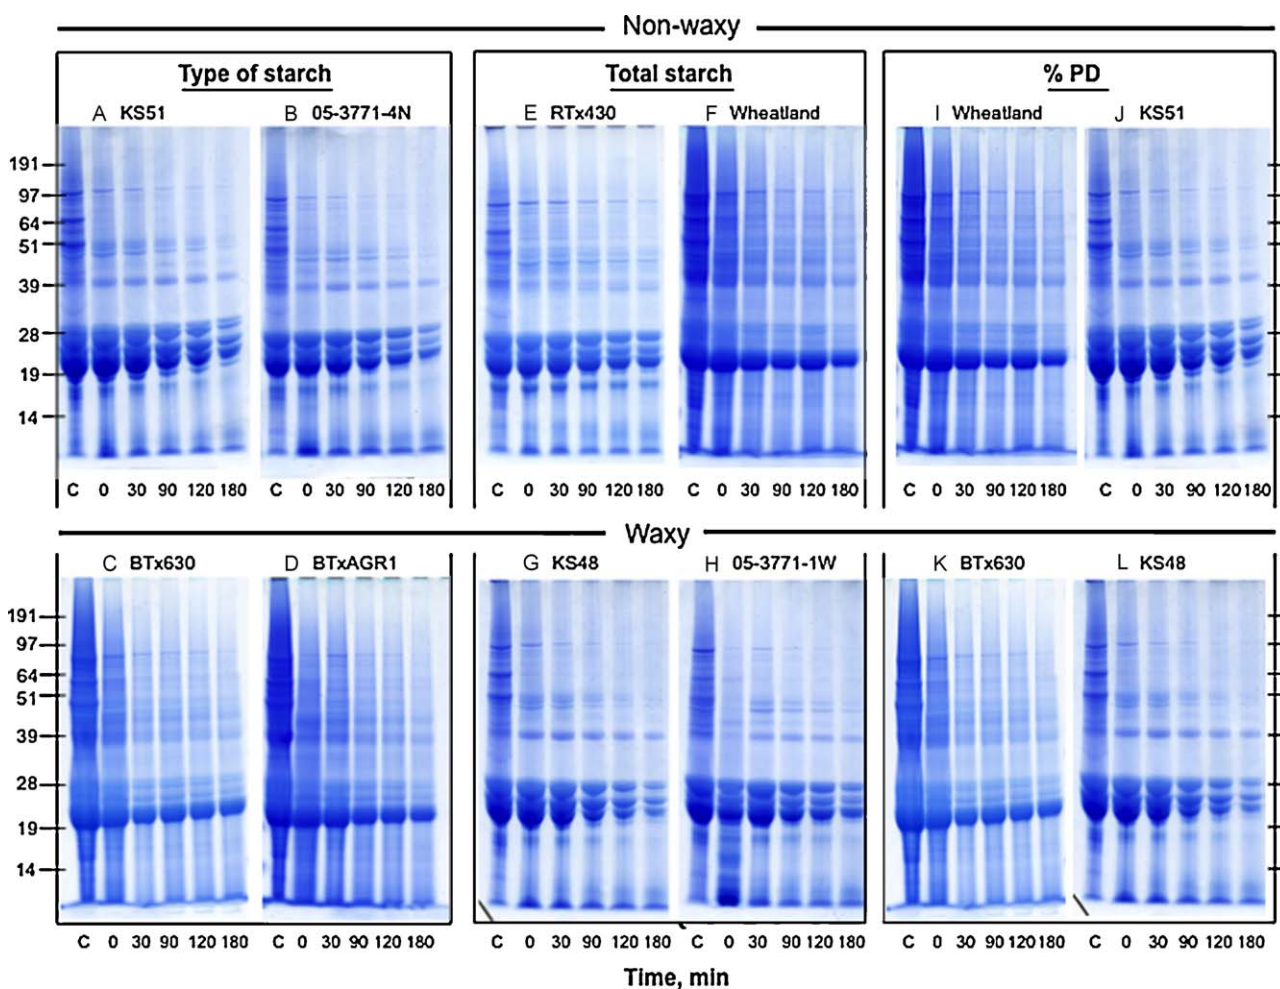 Non-waxy
Type of starch Total starch % PD
A KS51 B 05-3771-4N E RTx430 F Wheatland I Wheatland J KS51
191
97
64
51
39
28
19
14
C 0 30 90 120 180 C 0 30 90 120 180 C 0 30 90 120 180 C 0 30 90 120 180 C 0 30 90 120 180 C 0 30 90 120 180
Waxy
C BTx630 D BTxAGR1 G KS48 H 05-3771-1W K BTx630 L KS48
191
97
64
51
39
28
19
14
C 0 30 90 120 180 C 0 30 90 120 180 C 0 30 90 120 180 C 0 30 90 120 180 C 0 30 90 120 180 C 0 30 90 120 180
Time, min